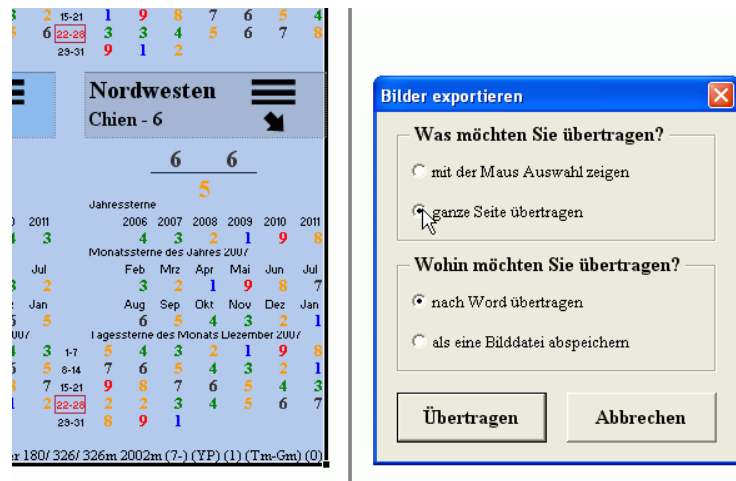 3 2 15-21 1 9 8 7 6 5 4
6 22-28 3 3 4 5 6 7 8
29-31 9 1 2
Nordwesten
Chien - 6
6 6
5
Jahressterne
2011 2006 2007 2008 2009 2010 2011
3 4 3 2 1 9 8
Monatssterne des Jahres 2007
Jul Feb Mrz Apr Mai Jun Jul
2 3 2 1 9 8 7
Jan Aug Sep Okt Nov Dez Jan
5 6 5 4 3 2 1
Tagessterne des Monats Dezember 2007
3 1-7 5 4 3 2 1 9 8
5 8-14 7 6 5 4 3 2 1
7 15-21 9 8 7 6 5 4 3
2 22-28 2 2 3 4 5 6 7
29-31 8 9 1
180/ 326/ 326m 2002m (7-) (YP) (1) (Tm-Gm) (0)
Bilder exportieren
Was möchten Sie übertragen?
mit der Maus Auswahl zeigen
ganze Seite übertragen
Wohin möchten Sie übertragen?
nach Word übertragen
als eine Bilddatei abspeichern
Übertragen Abbrechen